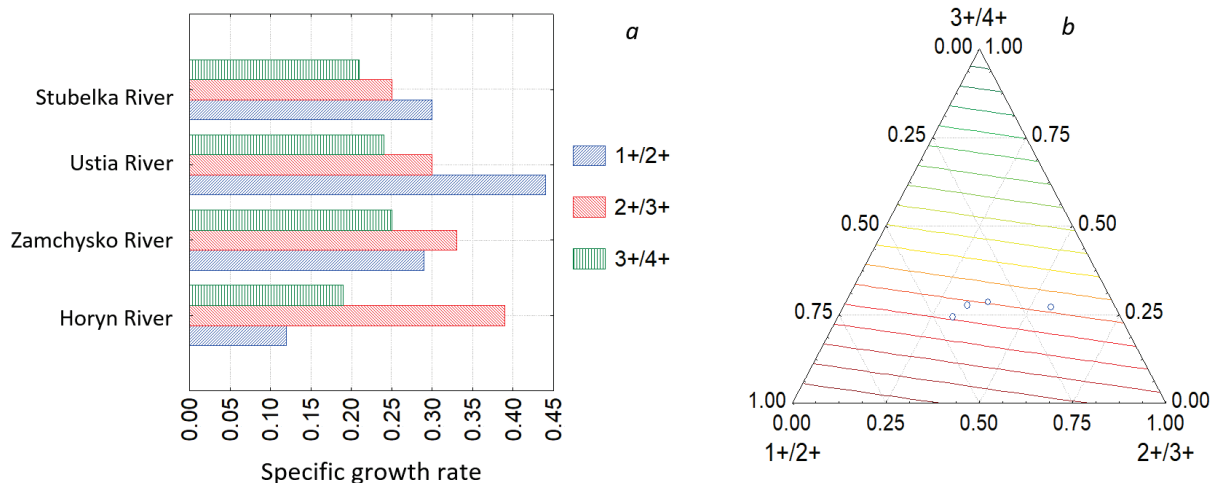 a
Stubelka River
Ustia River
Zamchysko River
Horyn River
0.00 0.05 0.10 0.15 0.20 0.25 0.30 0.35 0.40 0.45
Specific growth rate
1+/2+
2+/3+
3+/4+
b
3+/4+
0.00 1.00
0.25 0.75
0.50 0.50
0.75 0.25
1.00 0.00
0.00 0.25 0.50 0.75 1.00
1+/2+ 2+/3+